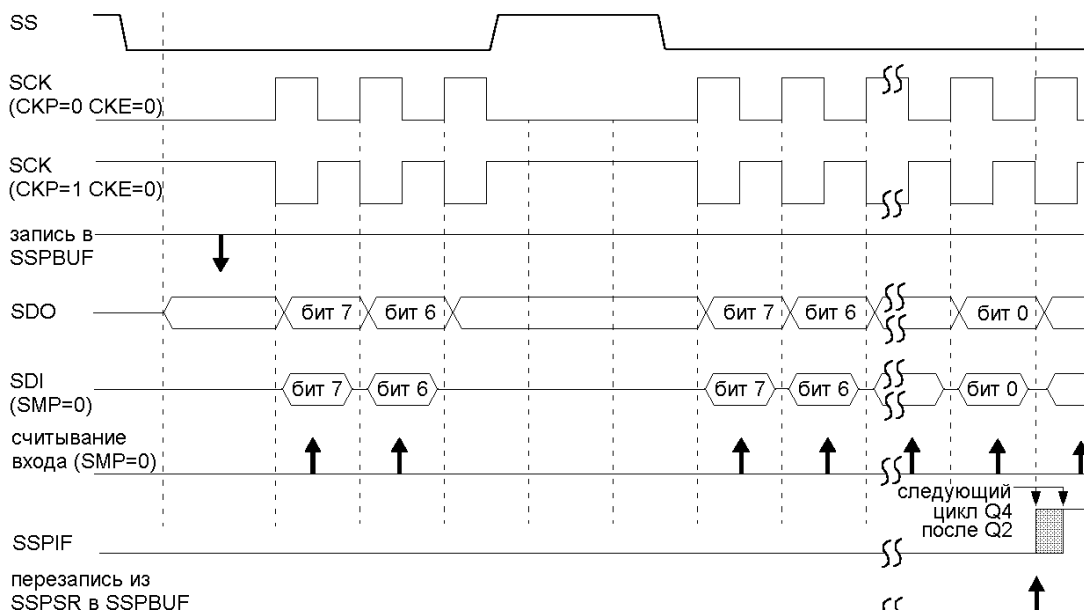 SS
SCK
(CKP=0 CKE=0)
SCK
(CKP=1 CKE=0)
запись в
SSPBUF
SDO
бит 7
бит 6
бит 7
бит 6
бит 0
SDI
(SMP=0)
бит 7
бит 6
бит 7
бит 6
бит 0
считывание
входа (SMP=0)
следующий
цикл Q4
после Q2
SSPIF
перезапись из
SSPSR в SSPBUF